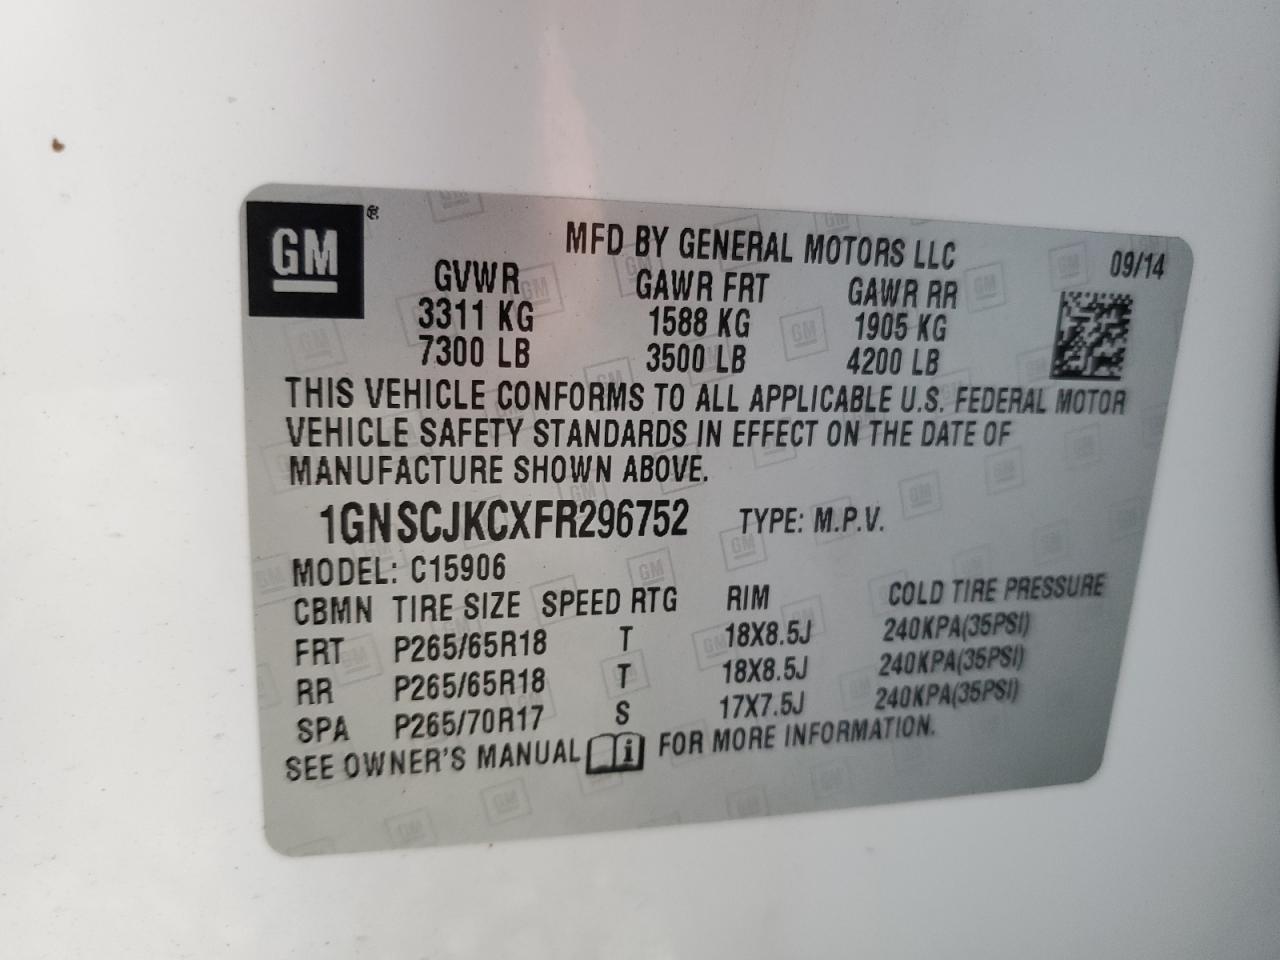 GM ®
MFD BY GENERAL MOTORS LLC 09/14
GVWR GAWR FRT GAWR RR
3311 KG 1588 KG 1905 KG
7300 LB 3500 LB 4200 LB
THIS VEHICLE CONFORMS TO ALL APPLICABLE U.S. FEDERAL MOTOR
VEHICLE SAFETY STANDARDS IN EFFECT ON THE DATE OF
MANUFACTURE SHOWN ABOVE.
1GNSCJKCXFR296752 TYPE: M.P.V.
MODEL: C15906
CBMN TIRE SIZE SPEED RTG RIM COLD TIRE PRESSURE
FRT P265/65R18 T 18X8.5J 240KPA(35PSI)
RR P265/65R18 T 18X8.5J 240KPA(35PSI)
SPA P265/70R17 S 17X7.5J 240KPA(35PSI)
SEE OWNER'S MANUAL i FOR MORE INFORMATION.